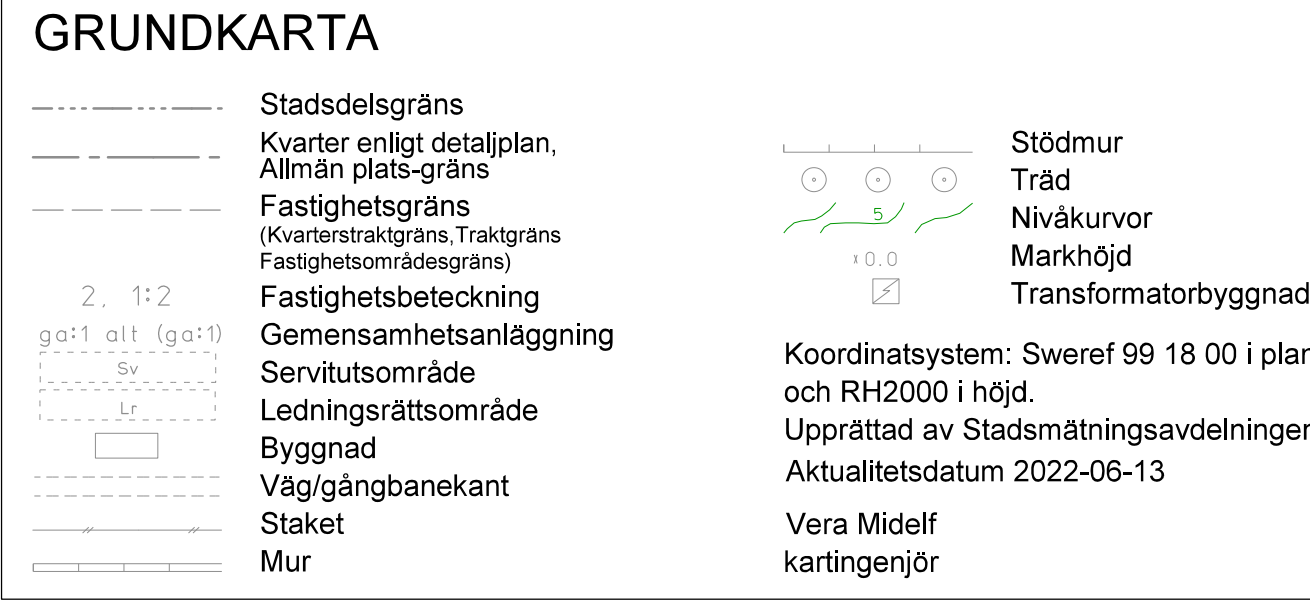 GRUNDKARTA
Stadsdelsgräns
Kvarter enligt detaljplan,
Allmän plats-gräns
Fastighetsgräns
(Kvarterstraktgräns,Traktgräns
Fastighetsområdesgräns)
2, 1:2 Fastighetsbeteckning
ga:1 alt (ga:1) Gemensamhetsanläggning
Sv Servitutsområde
Lr Ledningsrättsområde
Byggnad
Väg/gångbanekant
Staket
Mur
Stödmur
Träd
5 Nivåkurvor
x0.0 Markhöjd
Transformatorbyggnad
Koordinatsystem: Sweref 99 18 00 i plan
och RH2000 i höjd.
Upprättad av Stadsmätningsavdelningen
Aktualitetsdatum 2022-06-13
Vera Midelf
kartingenjör